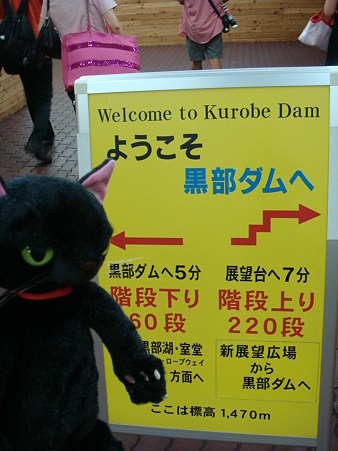 Welcome to Kurobe Dam
ようこそ
黒部ダムへ
黒部ダムへ5分
階段下り
60段
黒部湖・室堂
ロープウェイ
方面へ
展望台へ7分
階段上り
220段
新展望広場
から
黒部ダムへ
ここは標高 1,470m